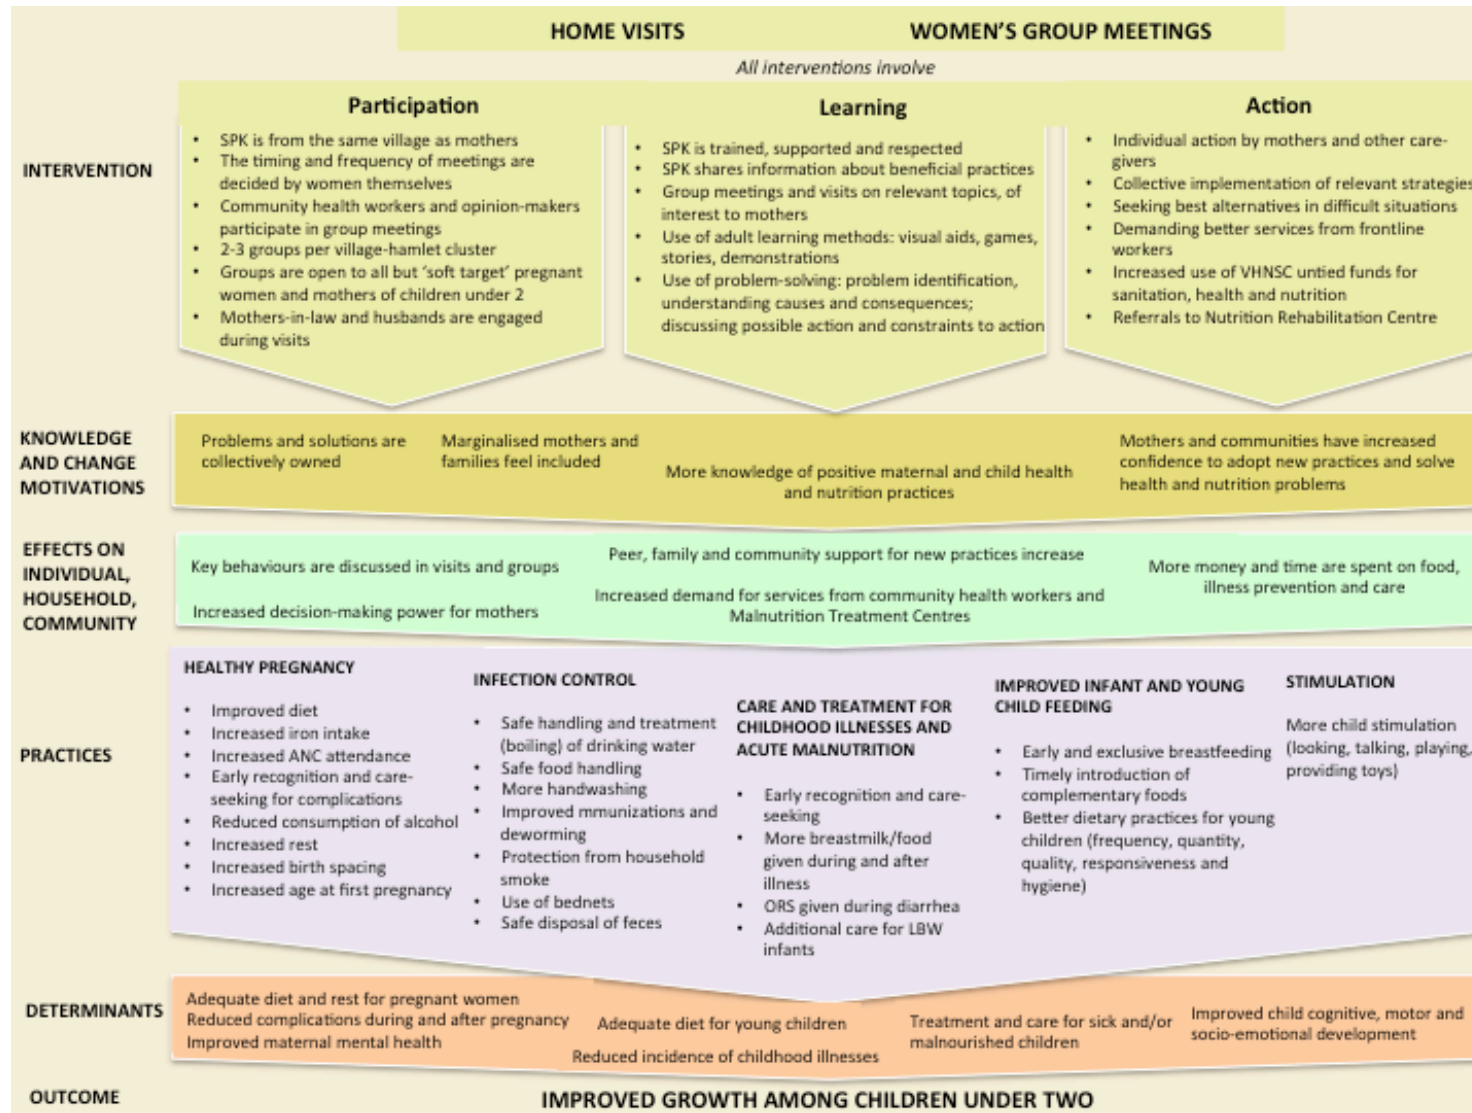 HOME VISITS
WOMEN'S GROUP MEETINGS
All interventions involve
INTERVENTION
Participation
• SPK is from the same village as mothers
• The timing and frequency of meetings are
decided by women themselves
• Community health workers and opinion-makers
participate in group meetings
• 2-3 groups per village-hamlet cluster
• Groups are open to all but ‘soft target’ pregnant
women and mothers of children under 2
• Mothers-in-law and husbands are engaged
during visits
Learning
• SPK is trained, supported and respected
• SPK shares information about beneficial practices
• Group meetings and visits on relevant topics, of
interest to mothers
• Use of adult learning methods: visual aids, games,
stories, demonstrations
• Use of problem-solving: problem identification,
understanding causes and consequences;
discussing possible action and constraints to action
Action
• Individual action by mothers and other care-
givers
• Collective implementation of relevant strategies
• Seeking best alternatives in difficult situations
• Demanding better services from frontline
workers
• Increased use of VHNSC untied funds for
sanitation, health and nutrition
• Referrals to Nutrition Rehabilitation Centre
KNOWLEDGE
AND CHANGE
MOTIVATIONS
Problems and solutions are
collectively owned
Marginalised mothers and
families feel included
More knowledge of positive maternal and child health
and nutrition practices
Mothers and communities have increased
confidence to adopt new practices and solve
health and nutrition problems
EFFECTS ON
INDIVIDUAL,
HOUSEHOLD,
COMMUNITY
Key behaviours are discussed in visits and groups
Increased decision-making power for mothers
Peer, family and community support for new practices increase
Increased demand for services from community health workers and
Malnutrition Treatment Centres
More money and time are spent on food,
illness prevention and care
PRACTICES
HEALTHY PREGNANCY
• Improved diet
• Increased iron intake
• Increased ANC attendance
• Early recognition and care-
seeking for complications
• Reduced consumption of alcohol
• Increased rest
• Increased birth spacing
• Increased age at first pregnancy
INFECTION CONTROL
• Safe handling and treatment
(boiling) of drinking water
• Safe food handling
• More handwashing
• Improved mmunizations and
deworming
• Protection from household
smoke
• Use of bednets
• Safe disposal of feces
CARE AND TREATMENT FOR
CHILDHOOD ILLNESSES AND
ACUTE MALNUTRITION
• Early recognition and care-
seeking
• More breastmilk/food
given during and after
illness
• ORS given during diarrhea
• Additional care for LBW
infants
IMPROVED INFANT AND YOUNG
CHILD FEEDING
• Early and exclusive breastfeeding
• Timely introduction of
complementary foods
• Better dietary practices for young
children (frequency, quantity,
quality, responsiveness and
hygiene)
STIMULATION
More child stimulation
(looking, talking, playing,
providing toys)
DETERMINANTS
Adequate diet and rest for pregnant women
Reduced complications during and after pregnancy
Improved maternal mental health
Adequate diet for young children
Reduced incidence of childhood illnesses
Treatment and care for sick and/or
malnourished children
Improved child cognitive, motor and
socio-emotional development
OUTCOME
IMPROVED GROWTH AMONG CHILDREN UNDER TWO